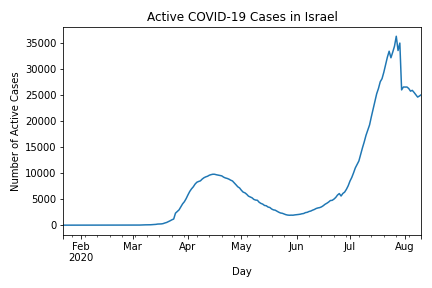 Active COVID-19 Cases in Israel
Number of Active Cases
35000
30000
25000
20000
15000
10000
5000
0
Feb Mar Apr May Jun Jul Aug
2020
Day